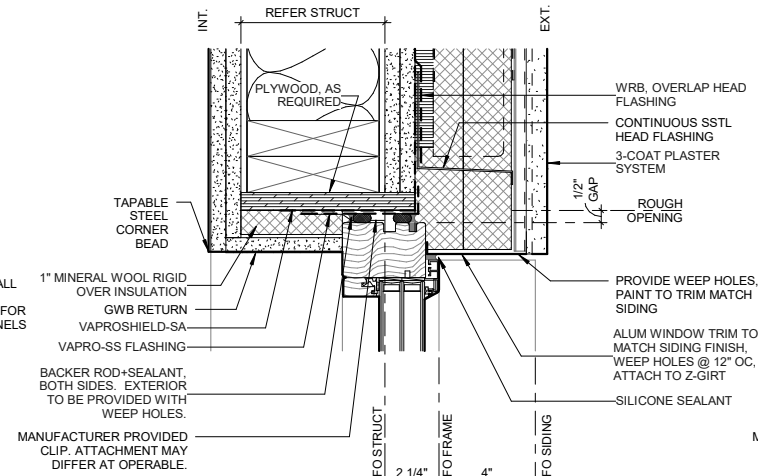 INT.
REFER STRUCT
EXT.
PLYWOOD, AS
REQUIRED
WRB, OVERLAP HEAD
FLASHING
CONTINUOUS SSTL
HEAD FLASHING
3-COAT PLASTER
SYSTEM
1/2"
GAP
ROUGH
OPENING
TAPABLE
STEEL
CORNER
BEAD
ALL
FOR
NELS
1" MINERAL WOOL RIGID
OVER INSULATION
GWB RETURN
VAPROSHIELD-SA
VAPRO-SS FLASHING
BACKER ROD+SEALANT,
BOTH SIDES. EXTERIOR
TO BE PROVIDED WITH
WEEP HOLES.
MANUFACTURER PROVIDED
CLIP. ATTACHMENT MAY
DIFFER AT OPERABLE.
PROVIDE WEEP HOLES,
PAINT TO TRIM MATCH
SIDING
ALUM WINDOW TRIM TO
MATCH SIDING FINISH,
WEEP HOLES @ 12" OC,
ATTACH TO Z-GIRT
SILICONE SEALANT
FO STRUCT
2 1/4"
FO FRAME
4"
FO SIDING
M